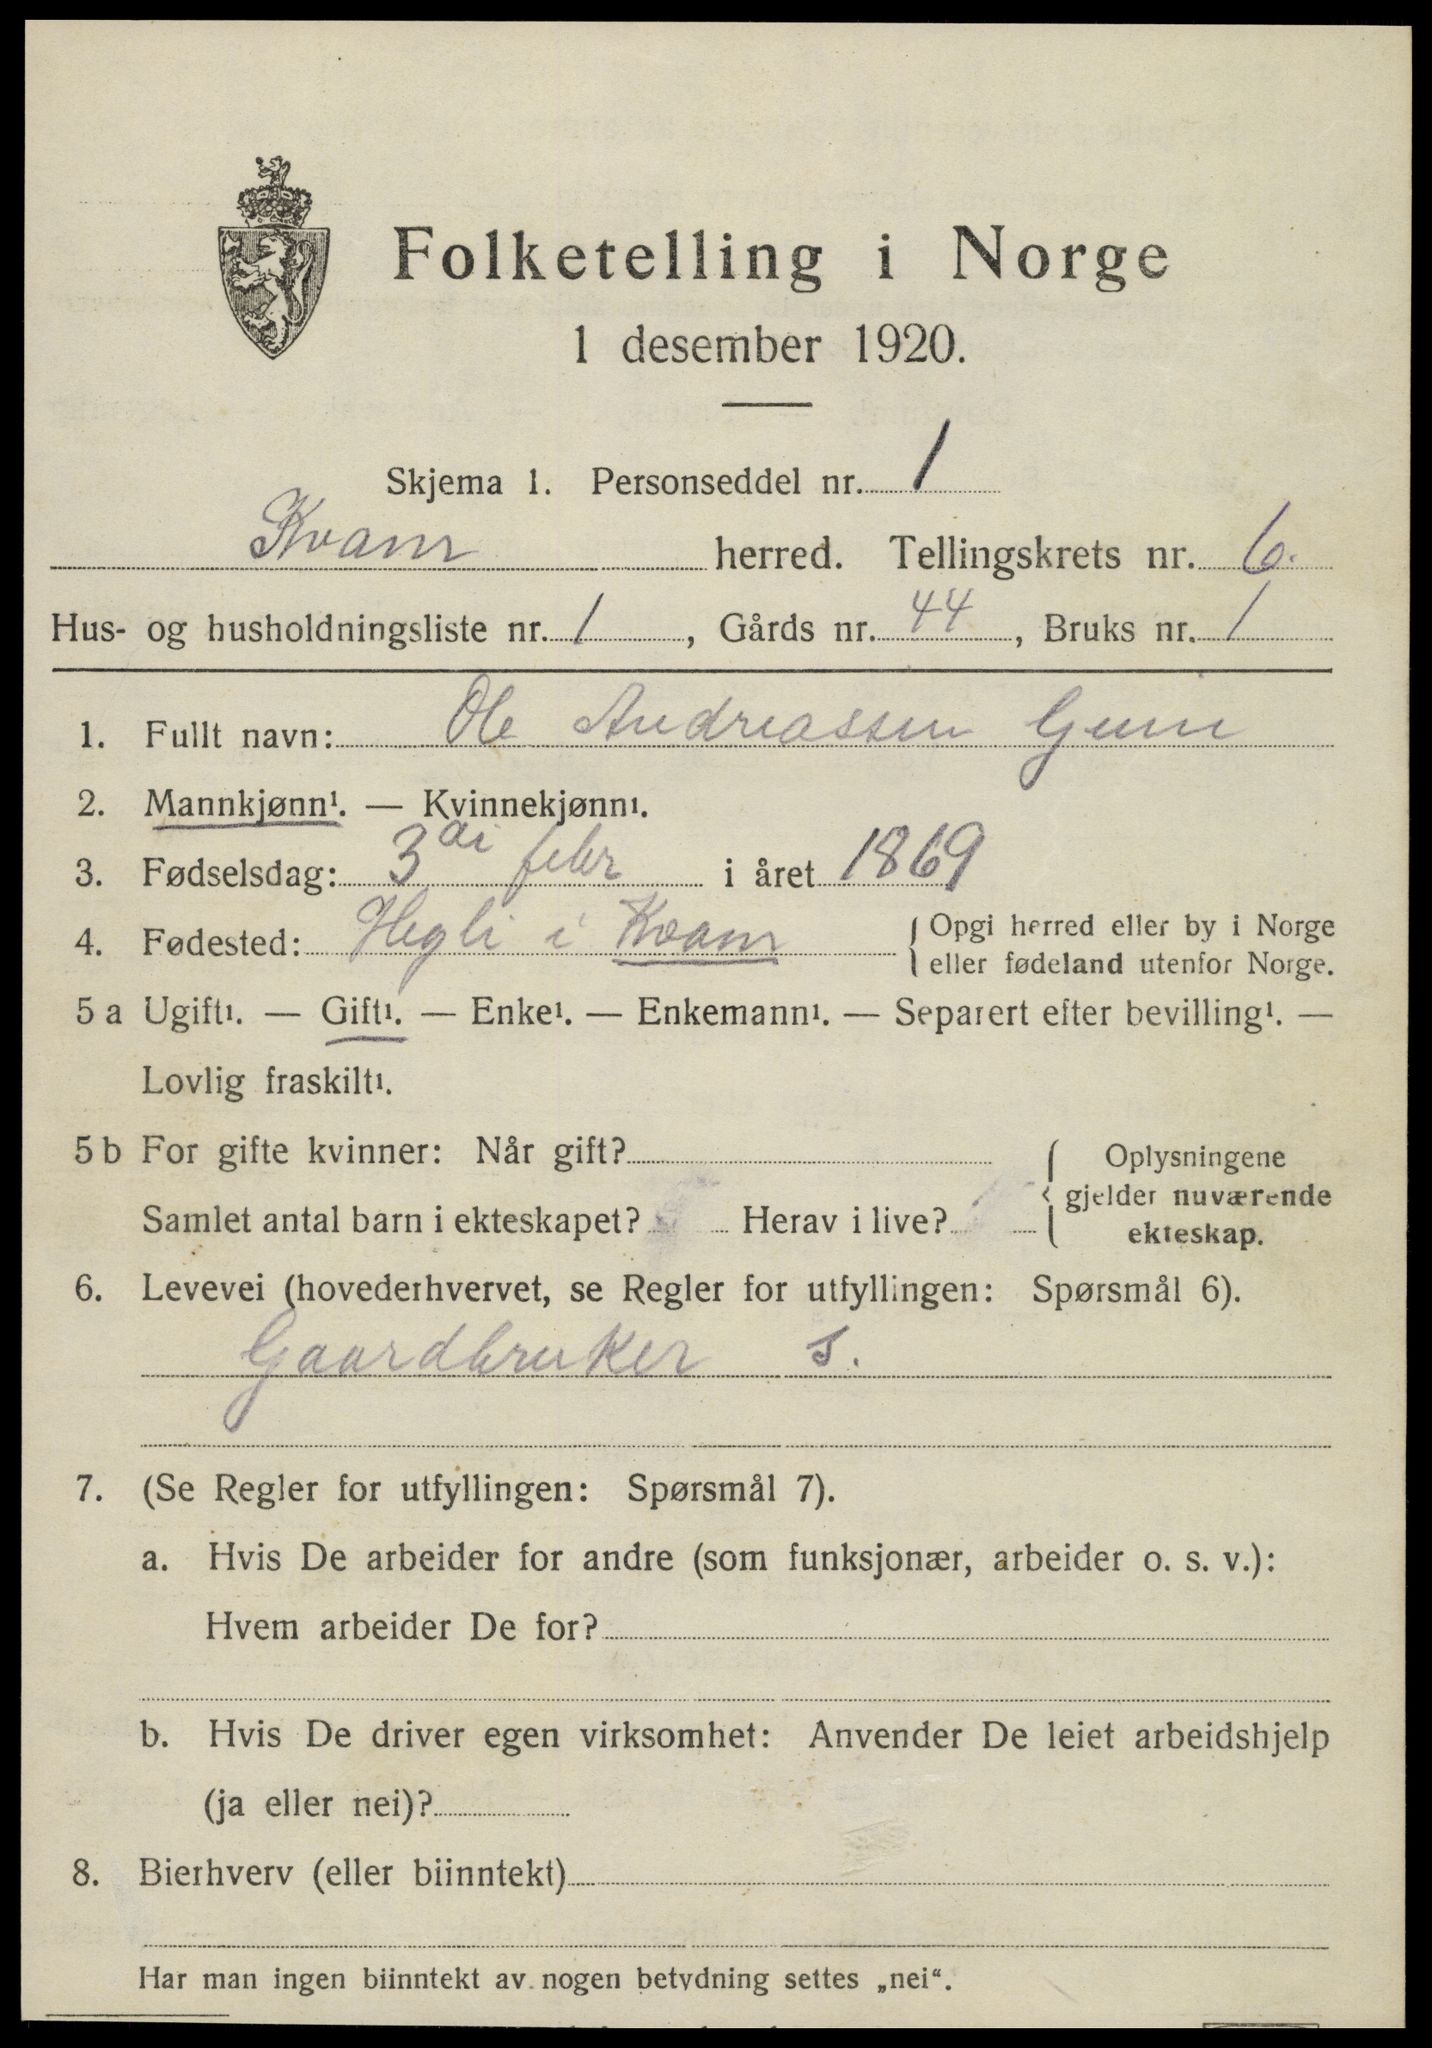 Folketelling i Norge
1 desember 1920.
Skjema 1. Personseddel nr. 1
Kvam herred. Tellingskrets nr. 6.
Hus- og husholdningsliste nr. 1, Gårds nr. 44, Bruks nr. 1
1. Fullt navn: Ole Andreassen
2. Mannkjønn¹. — Kvinnekjønn¹.
3. Fødselsdag: 3 febr i året 1869
4. Fødested: Hegli i Kvam { Opgi herred eller by i Norge
eller fødeland utenfor Norge.
5 a Ugift¹. — Gift¹. — Enke¹. — Enkemann¹. — Separert efter bevilling¹. —
Lovlig fraskilt¹.
5 b For gifte kvinner: Når gift?
Samlet antal barn i ekteskapet? Herav i live?
{ Oplysningene
gjelder nuværende
ekteskap.
6. Levevei (hovederhvervet, se Regler for utfyllingen: Spørsmål 6).
Gaardbruker s.
7. (Se Regler for utfyllingen: Spørsmål 7).
a. Hvis De arbeider for andre (som funksjonær, arbeider o. s. v.):
Hvem arbeider De for?
b. Hvis De driver egen virksomhet: Anvender De leiet arbeidshjelp
(ja eller nei)?
8. Bierhverv (eller biinntekt)
Har man ingen biinntekt av nogen betydning settes „nei“.